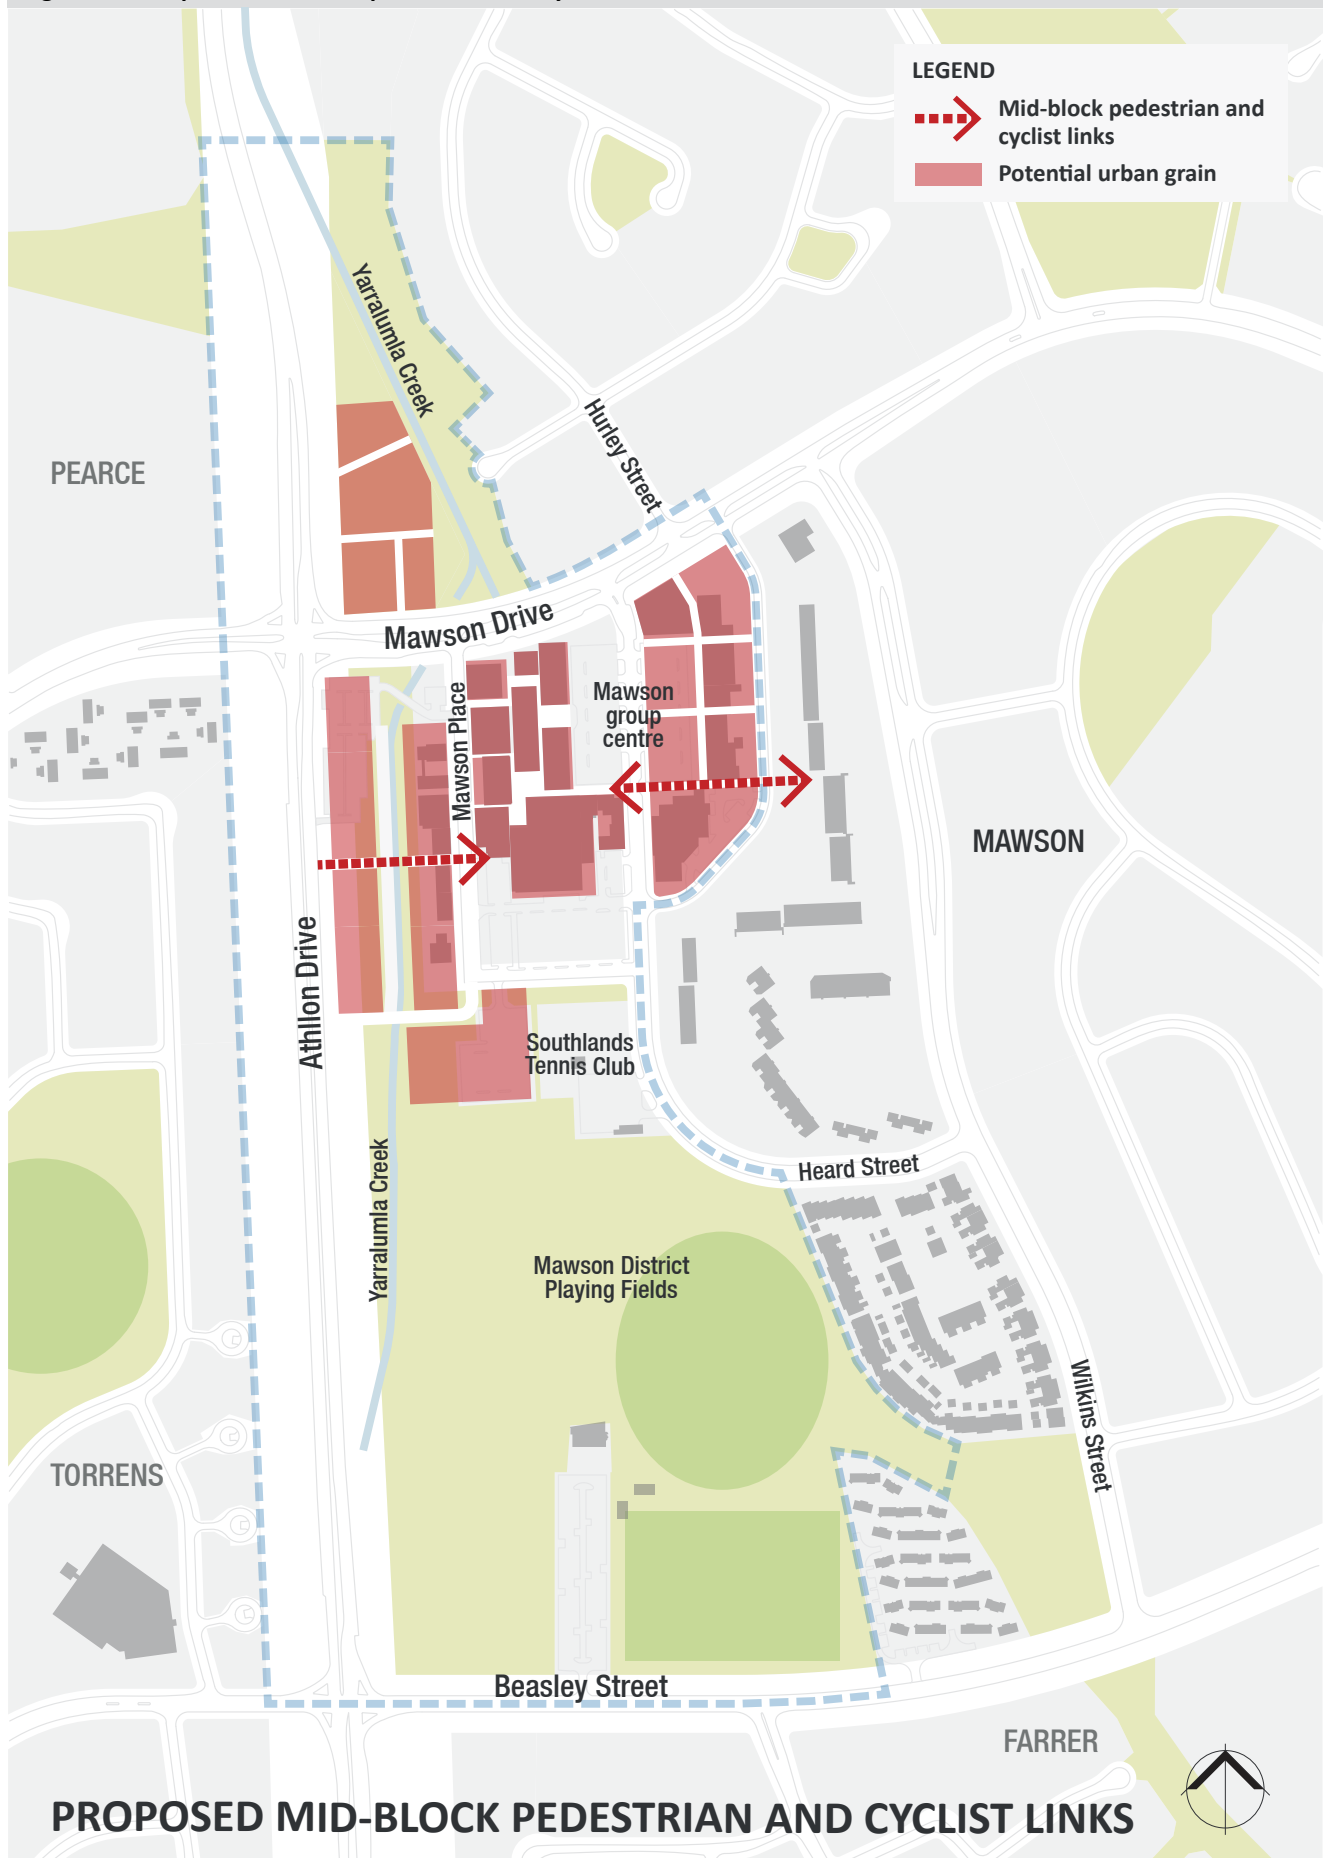 LEGEND
Mid-block pedestrian and
cyclist links
Potential urban grain
Yarralumla Creek
Hurley Street
PEARCE
Mawson Drive
Mawson Place
Mawson
group
centre
MAWSON
Athllon Drive
Southlands
Tennis Club
Yarralumla Creek
Heard Street
Mawson District
Playing Fields
Wilkins Street
TORRENS
Beasley Street
FARRER
PROPOSED MID-BLOCK PEDESTRIAN AND CYCLIST LINKS